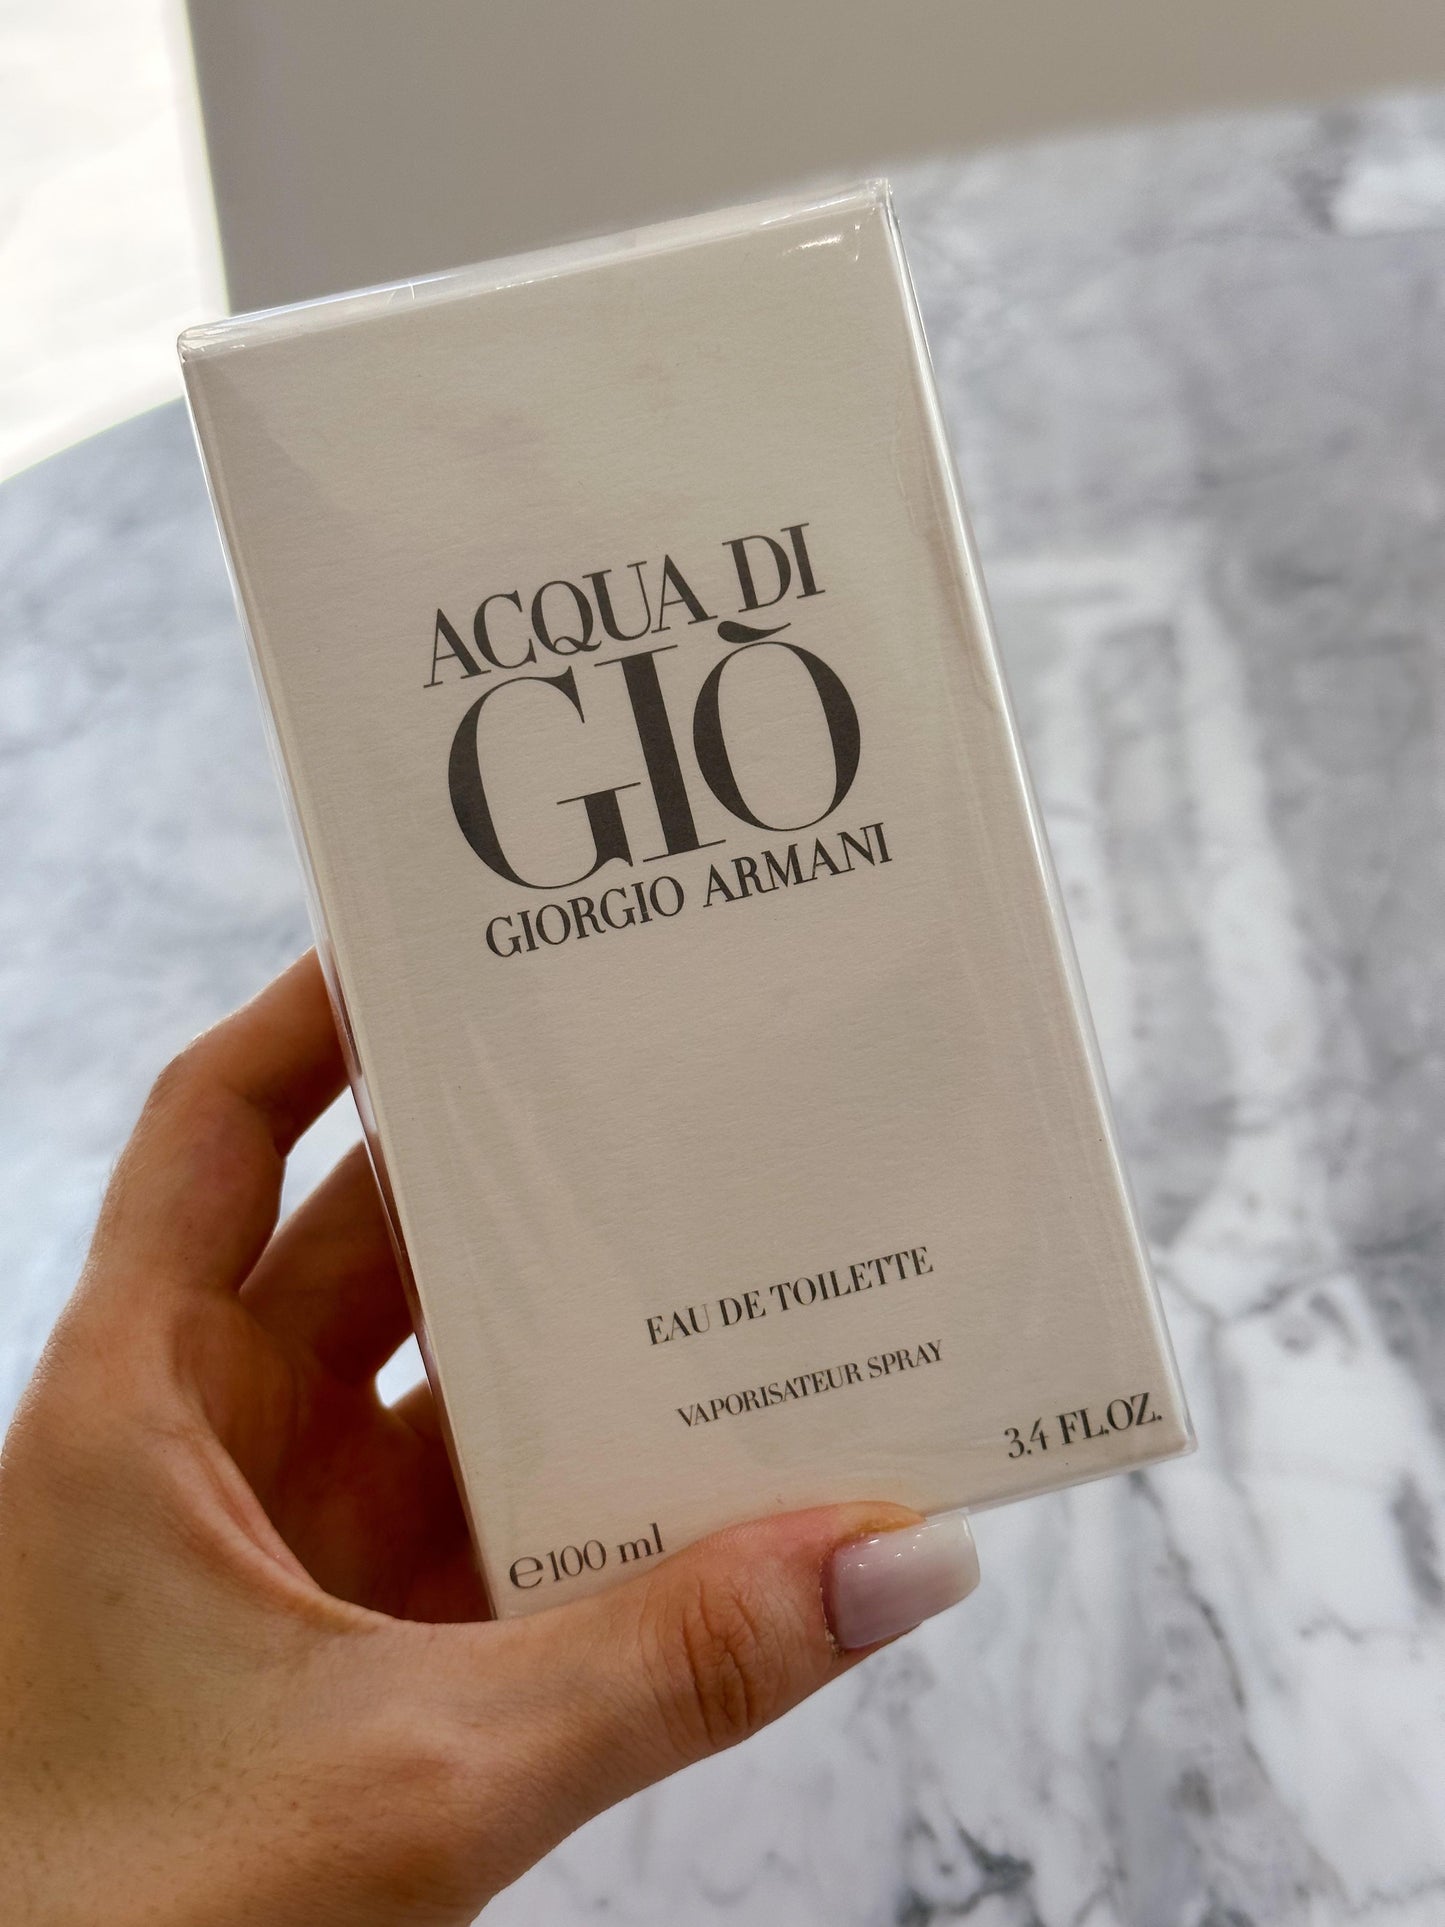 ACQUA DI
GIÒ
GIORGIO ARMANI
EAU DE TOILETTE
VAPORISATEUR SPRAY
3.4 FL.OZ.
℮100 ml